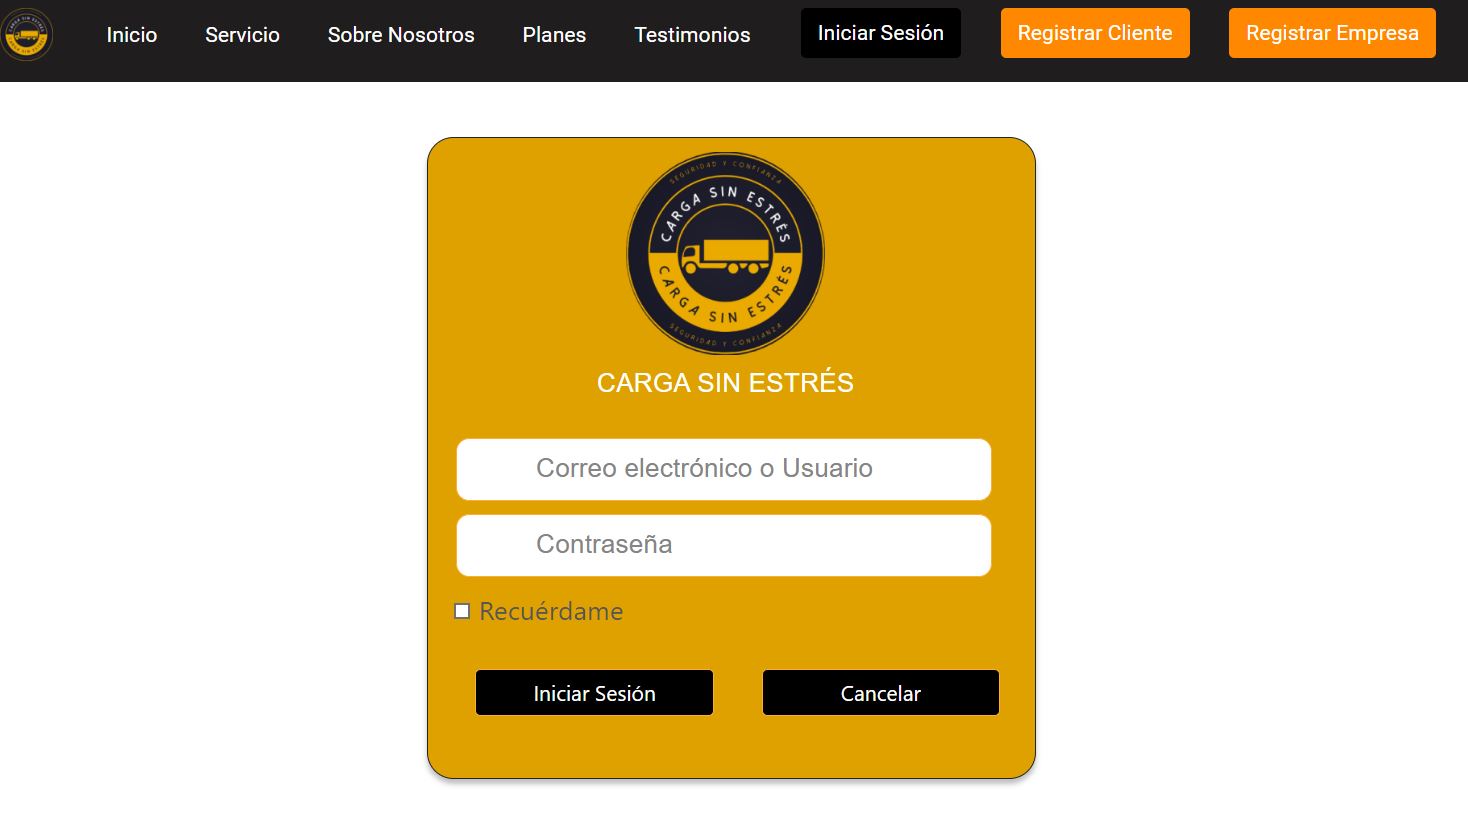 Inicio Servicio Sobre Nosotros Planes Testimonios Iniciar Sesión Registrar Cliente Registrar Empresa
SEGURIDAD Y CONFIANZA
CARGA SIN ESTRÉS
CARGA SIN ESTRÉS
SEGURIDAD Y CONFIANZA
CARGA SIN ESTRÉS
Correo electrónico o Usuario
Contraseña
Recuérdame
Iniciar Sesión Cancelar